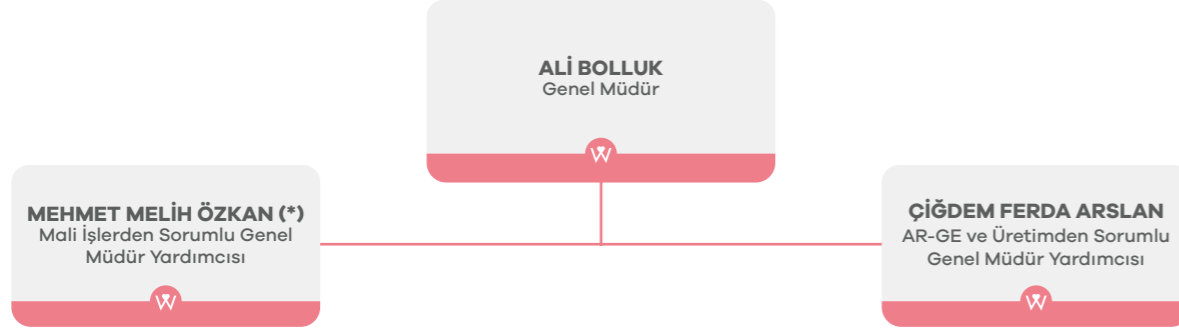 ALİ BOLLUK
Genel Müdür
MEHMET MELİH ÖZKAN (*)
Mali İşlerden Sorumlu Genel
Müdür Yardımcısı
ÇİĞDEM FERDA ARSLAN
AR-GE ve Üretimden Sorumlu
Genel Müdür Yardımcısı